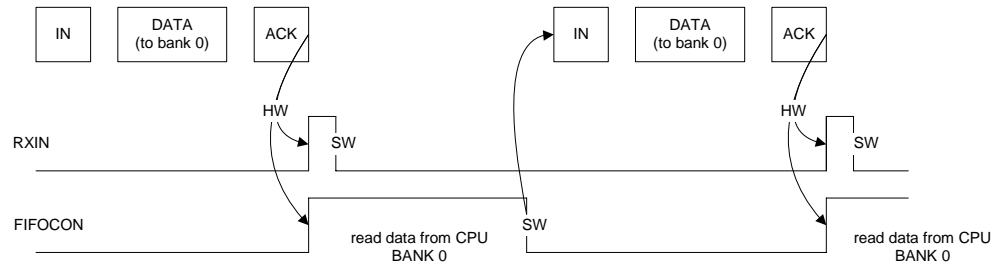 IN
DATA
(to bank 0)
ACK
IN
DATA
(to bank 0)
ACK
HW
HW
RXIN
SW
SW
FIFOCON
SW
read data from CPU
BANK 0
read data from CPU
BANK 0